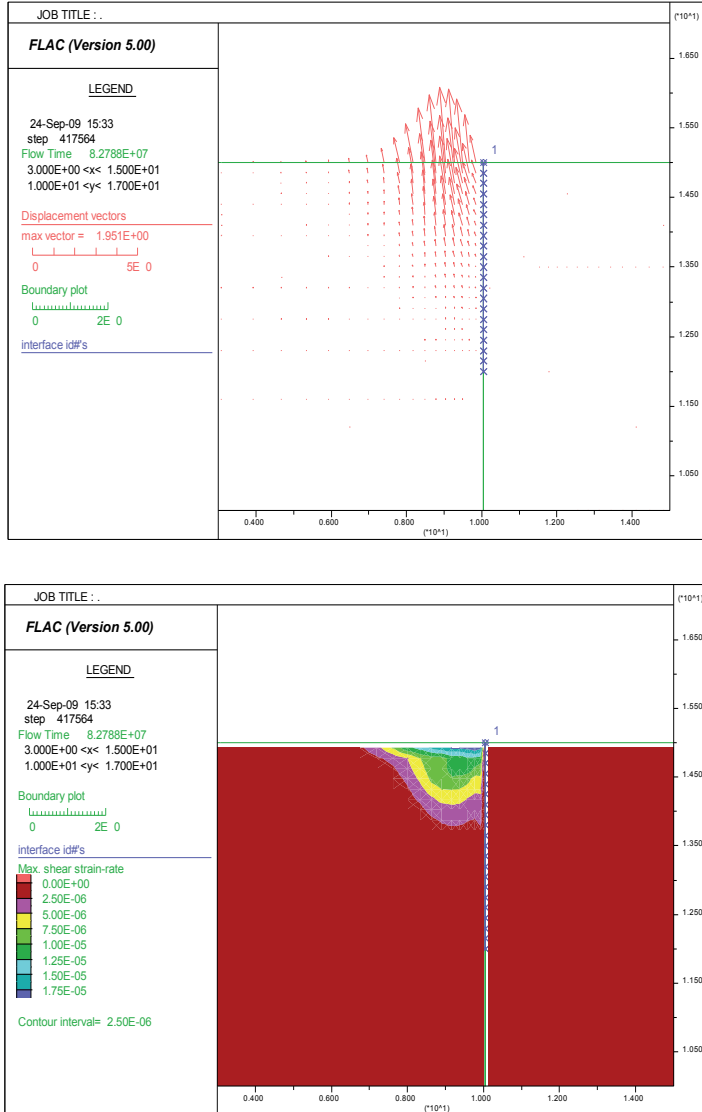 JOB TITLE : .
FLAC (Version 5.00)
LEGEND
24-Sep-09 15:33
step 417564
Flow Time 8.2788E+07
3.000E+00 <x< 1.500E+01
1.000E+01 <y< 1.700E+01
Displacement vectors
max vector = 1.951E+00
0 5E 0
Boundary plot
0 2E 0
interface id#'s
1
(*10^1)
1.650
1.550
1.450
1.350
1.250
1.150
1.050
0.400 0.600 0.800 1.000 1.200 1.400
(*10^1)
JOB TITLE : .
FLAC (Version 5.00)
LEGEND
24-Sep-09 15:33
step 417564
Flow Time 8.2788E+07
3.000E+00 <x< 1.500E+01
1.000E+01 <y< 1.700E+01
Boundary plot
0 2E 0
interface id#'s
Max. shear strain-rate
0.00E+00
2.50E-06
5.00E-06
7.50E-06
1.00E-05
1.25E-05
1.50E-05
1.75E-05
Contour interval= 2.50E-06
1
(*10^1)
1.650
1.550
1.450
1.350
1.250
1.150
1.050
0.400 0.600 0.800 1.000 1.200 1.400
(*10^1)